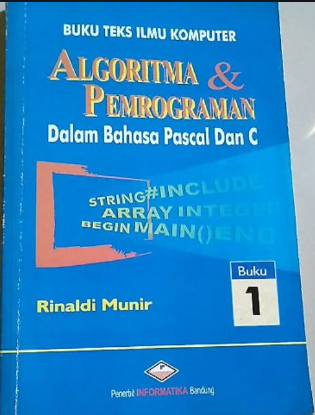 BUKU TEKS ILMU KOMPUTER
ALGORITMA &
PEMROGRAMAN
Dalam Bahasa Pascal Dan C
STRING#INCLUDE
ARRAY INTEGER
BEGIN MAIN()END
Buku
1
Rinaldi Munir
Penerbit INFORMATIKA Bandung